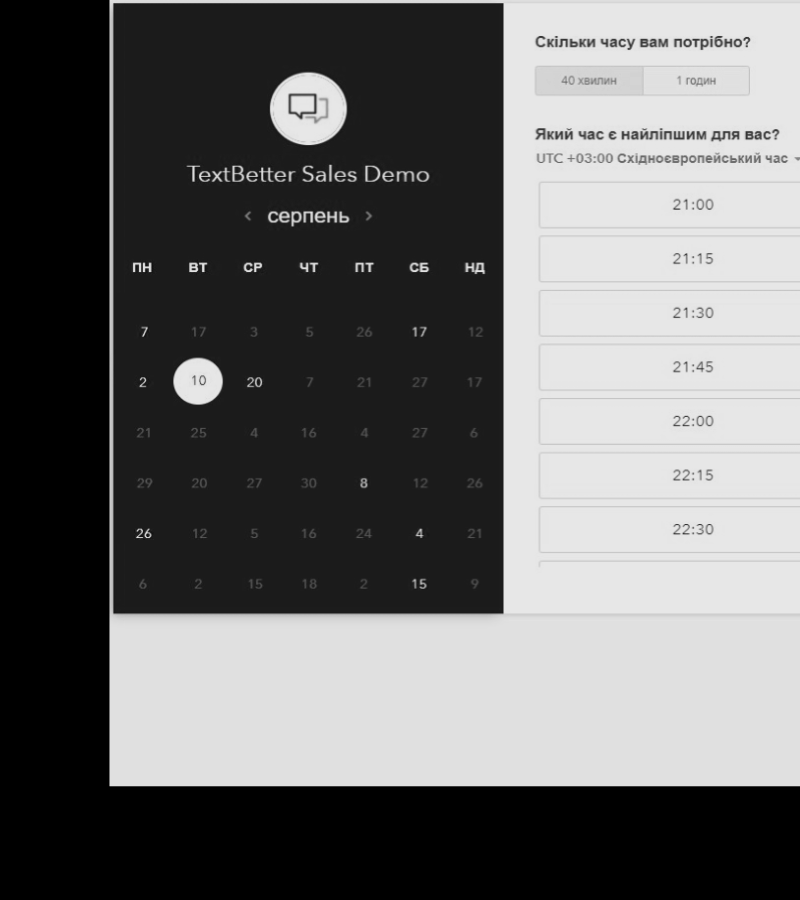 TextBetter Sales Demo
< серпень >
ПН ВТ СР ЧТ ПТ СБ НД
7 17 3 5 26 17 12
2 10 20 7 21 27 17
21 25 4 16 4 27 6
29 20 27 30 8 12 26
26 12 5 16 24 4 21
6 2 15 18 2 15 9
Скільки часу вам потрібно?
40 хвилин 1 годин
Який час є найліпшим для вас?
UTC +03:00 Східноєвропейський час
21:00
21:15
21:30
21:45
22:00
22:15
22:30